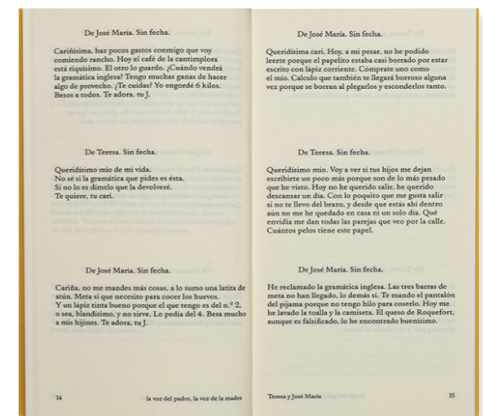 De José María. Sin fecha.
Cariñísima, haz pocos gastos conmigo que voy
comiendo rancho. Hoy el café de la cantimplora
está riquísimo. El otro lo guardo. ¿Cuándo vendrá
la gramática inglesa? Tengo muchas ganas de hacer
algo de provecho. ¿Te cuidas? Yo engordé 6 kilos.
Besos a todos. Te adora, tu J.
De Teresa. Sin fecha.
Queridísimo mío de mi vida.
No sé si la gramática que pides es ésta.
Si no lo es dímelo que la devolveré.
Te quiere, tu cari.
De José María. Sin fecha.
Cariña, no me mandes más cosas, a lo sumo una latita de
atún. Meta sí que necesito para cocer los huevos.
Y un lápiz tinta bueno porque el que tengo es del n.º 2,
o sea, blandísimo, y no sirve. Lo pedía del 4. Besa mucho
a mis hijines. Te adora, tu J.
14
la voz del padre, la voz de la madre
De José María. Sin fecha.
Queridísima cari. Hoy, a mi pesar, no he podido
leerte porque el papelito estaba casi borrado por estar
escrito con lápiz corriente. Cómprate uno como
el mío. Calculo que también te llegará borroso alguna
vez porque se borran al plegarlos y esconderlos tanto.
De Teresa. Sin fecha.
Queridísimo mío. Voy a ver si tus hijos me dejan
escribirte un poco más porque son de lo más pesado
que he visto. Hoy no he querido salir, he querido
descansar un día. Con lo poquito que me gusta salir
si no te llevo del brazo, y desde que estás ahí dentro
aún no me he quedado en casa ni un solo día. Qué
envidia me dan todas las parejas que veo por la calle.
Cuántos pelos tiene este papel.
De José María. Sin fecha.
He reclamado la gramática inglesa. Las tres barras de
meta no han llegado, lo demás sí. Te mando el pantalón
del pijama porque no tengo hilo para coserlo. Hoy me
he lavado la toalla y la camiseta. El queso de Roquefort,
aunque es falsificado, lo he encontrado buenísimo.
Teresa y José María
15